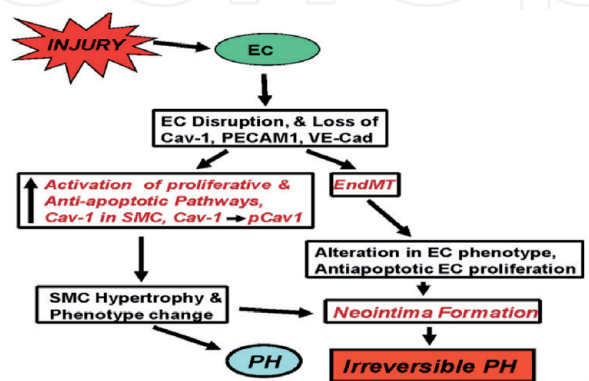 INJURY
Ec
EC Disruption, & Loss of
Cav-1, PECAM1, VE-Cad
Activation of proliferative &
Anti-apoptotic Pathways,
Cav-1 in SMC, Cav-1 → pCav1
EndMT
Alteration in EC phenotype,
Antiapoptotic EC proliferation
SMC Hypertrophy &
Phenotype change
Neointima Formation
PH
Irreversible PH